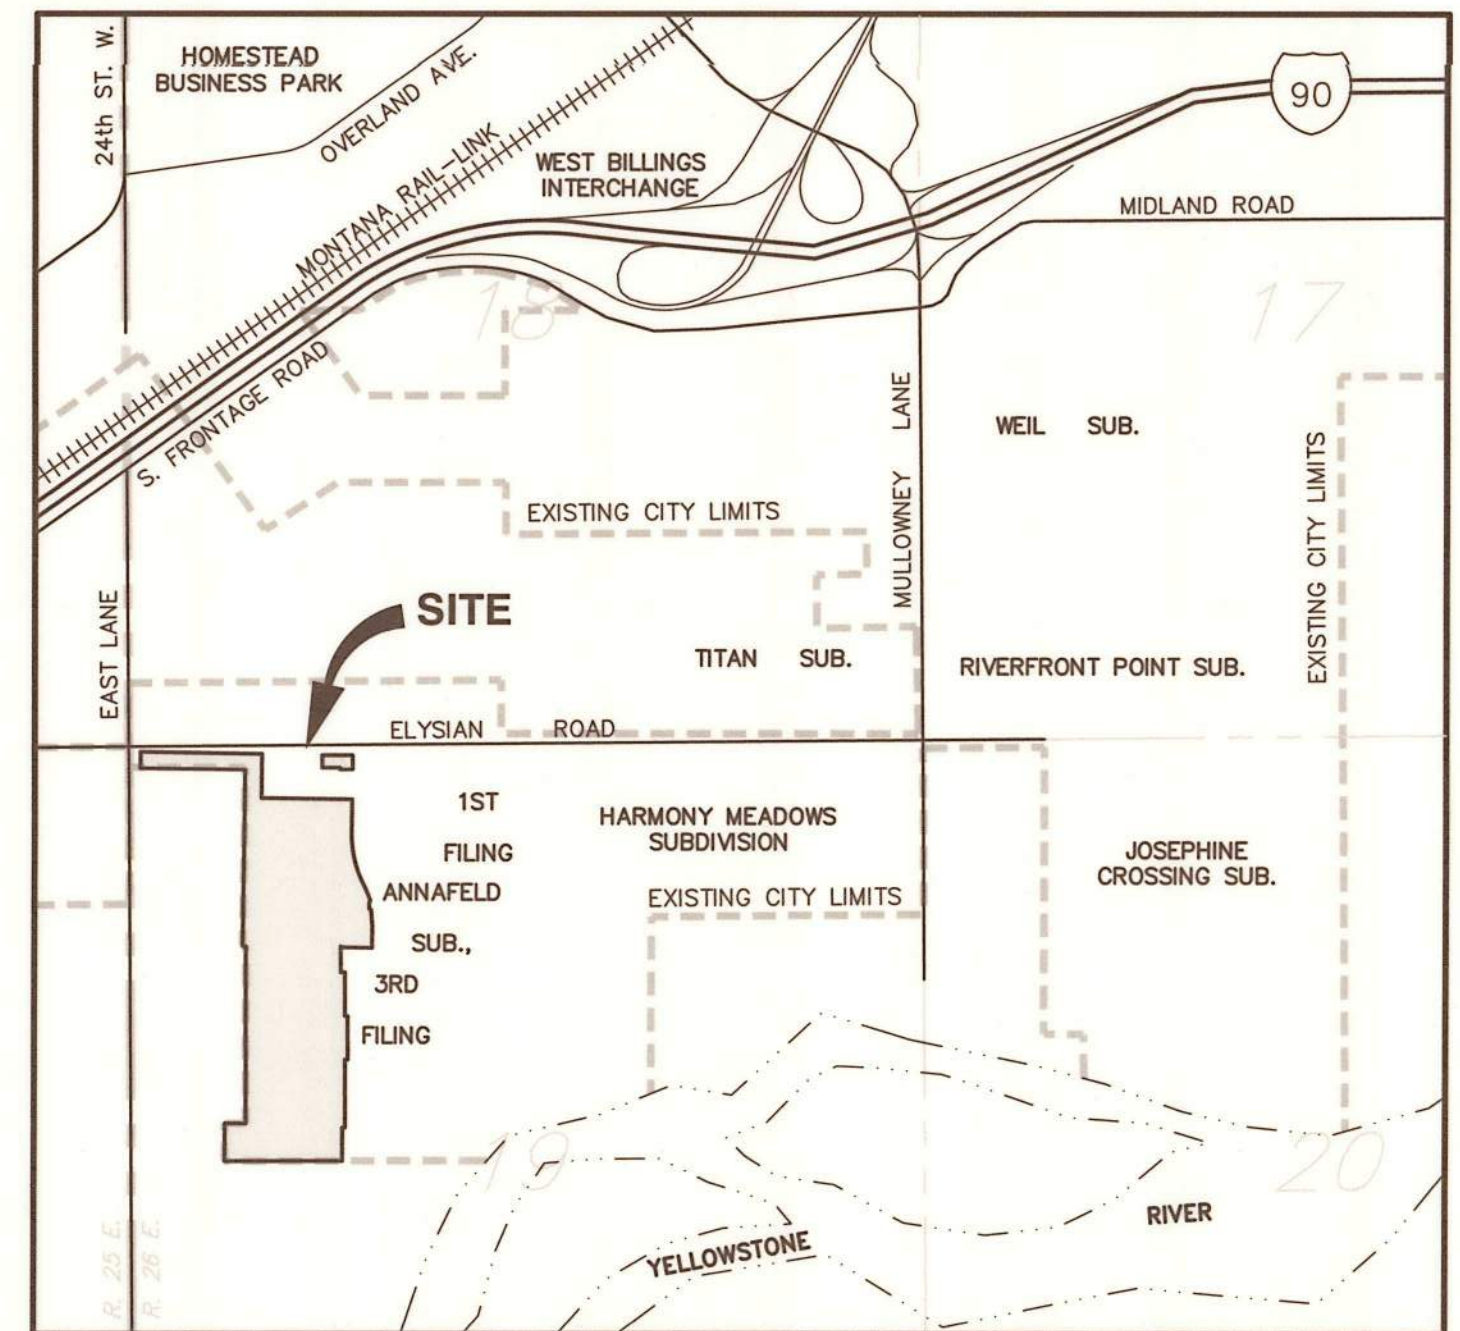 24th ST. W.
HOMESTEAD
BUSINESS PARK
OVERLAND AVE.
MONTANA RAIL-LINK
WEST BILLINGS
INTERCHANGE
90
MIDLAND ROAD
18
17
S. FRONTAGE ROAD
MULLOWNEY LANE
WEIL SUB.
EXISTING CITY LIMITS
EXISTING CITY LIMITS
EAST LANE
SITE
TITAN SUB.
RIVERFRONT POINT SUB.
ELYSIAN ROAD
1ST
FILING
ANNAFELD
SUB.,
3RD
FILING
HARMONY MEADOWS
SUBDIVISION
EXISTING CITY LIMITS
JOSEPHINE
CROSSING SUB.
19
20
R. 25 E.
R. 26 E.
YELLOWSTONE
RIVER